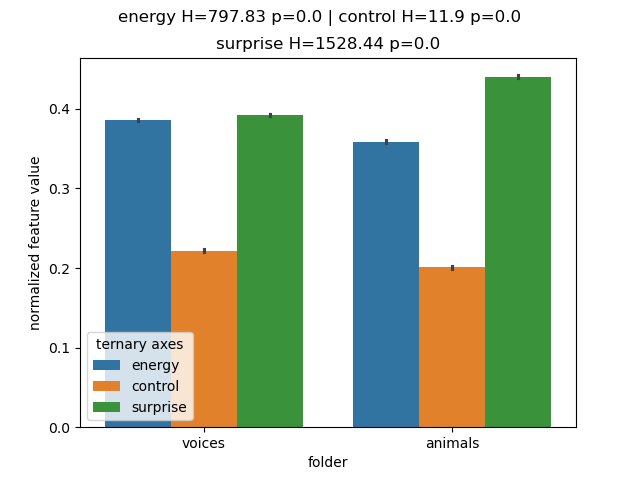 energy H=797.83 p=0.0 | control H=11.9 p=0.0
surprise H=1528.44 p=0.0
normalized feature value
0.4
0.3
0.2
0.1
0.0
ternary axes
energy
control
surprise
voices animals
folder